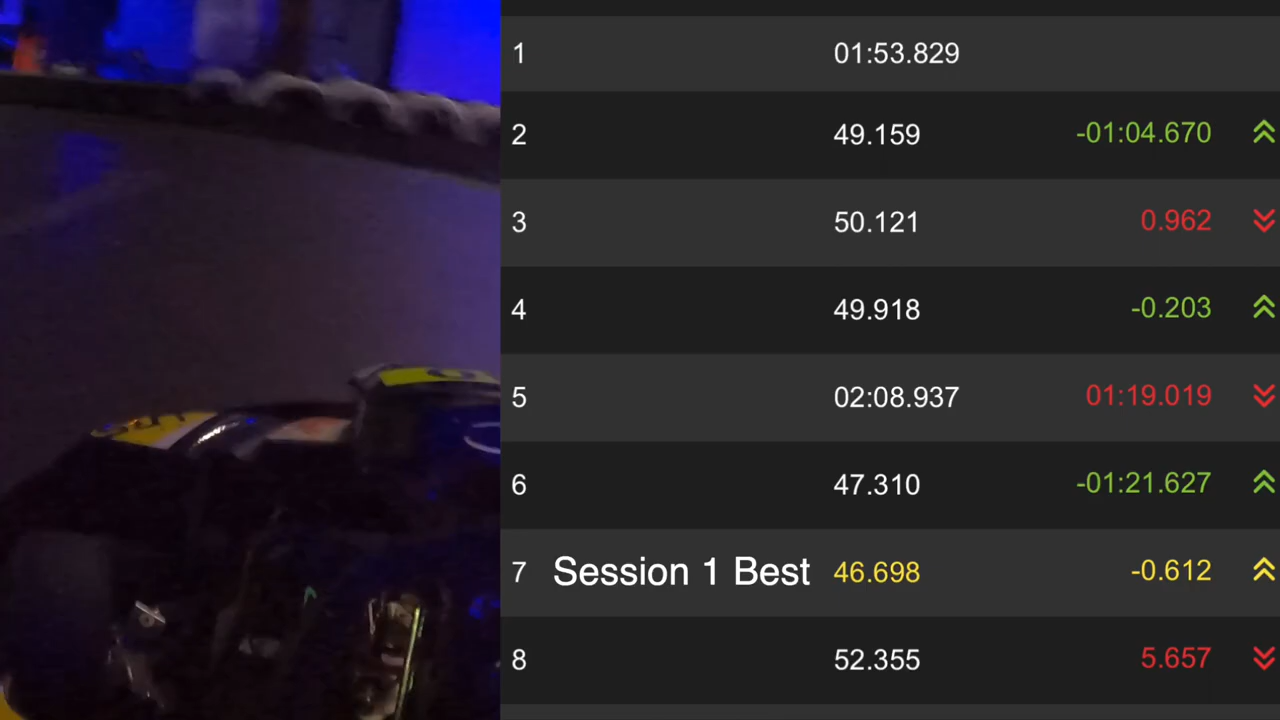 1 01:53.829
2 49.159 -01:04.670
3 50.121 0.962
4 49.918 -0.203
5 02:08.937 01:19.019
6 47.310 -01:21.627
7 Session 1 Best 46.698 -0.612
8 52.355 5.657